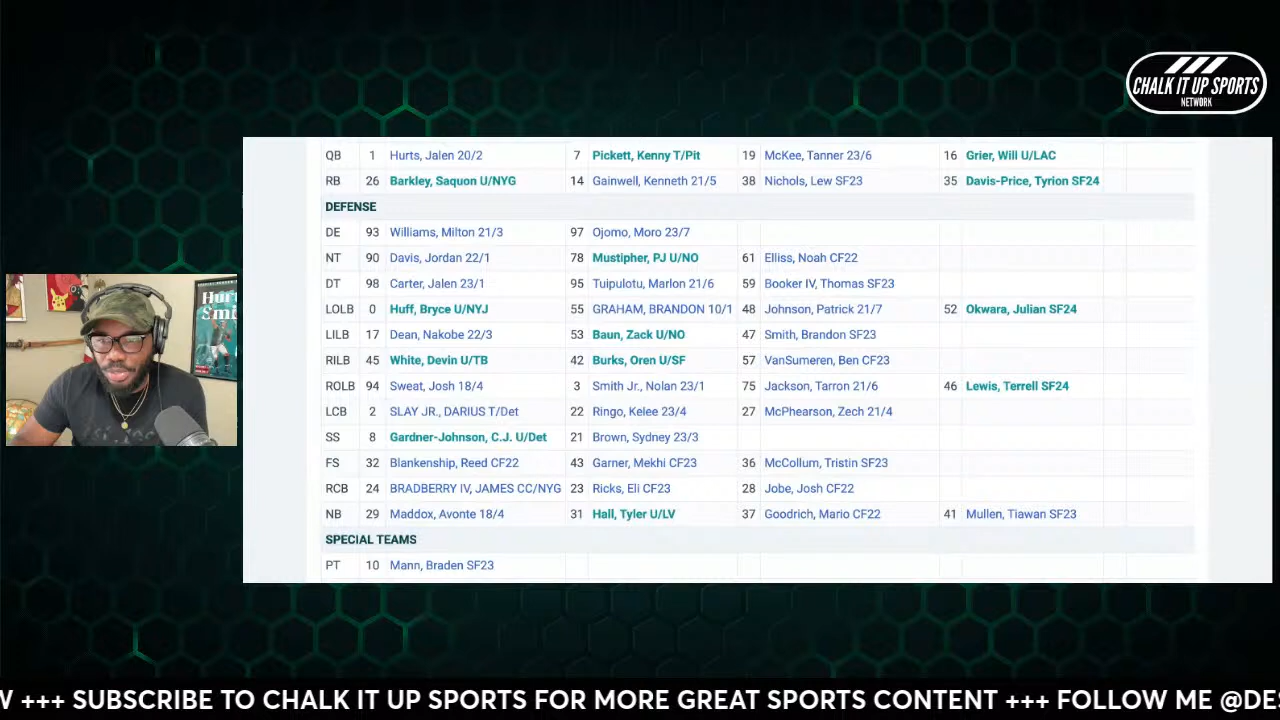 CHALK IT UP SPORTS
NETWORK
QB 1 Hurts, Jalen 20/2 7 Pickett, Kenny T/Pit 19 McKee, Tanner 23/6 16 Grier, Will U/LAC
RB 26 Barkley, Saquon U/NYG 14 Gainwell, Kenneth 21/5 38 Nichols, Lew SF23 35 Davis-Price, Tyrion SF24
DEFENSE
DE 93 Williams, Milton 21/3 97 Ojomo, Moro 23/7
NT 90 Davis, Jordan 22/1 78 Mustipher, PJ U/NO 61 Elliss, Noah CF22
DT 98 Carter, Jalen 23/1 95 Tuipulotu, Marlon 21/6 59 Booker IV, Thomas SF23
LOLB 0 Huff, Bryce U/NYJ 55 GRAHAM, BRANDON 10/1 48 Johnson, Patrick 21/7 52 Okwara, Julian SF24
LILB 17 Dean, Nakobe 22/3 53 Baun, Zack U/NO 47 Smith, Brandon SF23
RILB 45 White, Devin U/TB 42 Burks, Oren U/SF 57 VanSumeren, Ben CF23
ROLB 94 Sweat, Josh 18/4 3 Smith Jr., Nolan 23/1 75 Jackson, Tarron 21/6 46 Lewis, Terrell SF24
LCB 2 SLAY JR., DARIUS T/Det 22 Ringo, Kelee 23/4 27 McPhearson, Zech 21/4
SS 8 Gardner-Johnson, C.J. U/Det 21 Brown, Sydney 23/3
FS 32 Blankenship, Reed CF22 43 Garner, Mekhi CF23 36 McCollum, Tristin SF23
RCB 24 BRADBERRY IV, JAMES CC/NYG 23 Ricks, Eli CF23 28 Jobe, Josh CF22
NB 29 Maddox, Avonte 18/4 31 Hall, Tyler U/LV 37 Goodrich, Mario CF22 41 Mullen, Tiawan SF23
SPECIAL TEAMS
PT 10 Mann, Braden SF23
W +++ SUBSCRIBE TO CHALK IT UP SPORTS FOR MORE GREAT SPORTS CONTENT +++ FOLLOW ME @DES